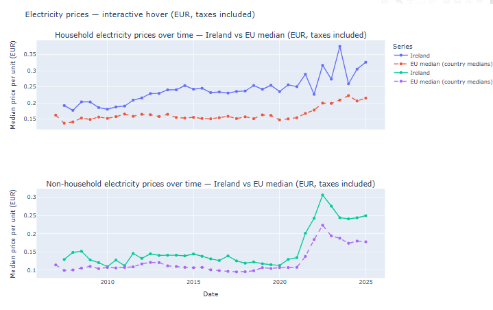 Electricity prices — interactive hover (EUR, taxes included)
Household electricity prices over time — Ireland vs EU median (EUR, taxes included)
Median price per unit (EUR)
0.35
0.3
0.25
0.2
0.15
Series
Ireland
EU median (country medians)
Ireland
EU median (country medians)
Non-household electricity prices over time — Ireland vs EU median (EUR, taxes included)
Median price per unit (EUR)
0.3
0.25
0.2
0.15
0.1
2010
2015
2020
2025
Date